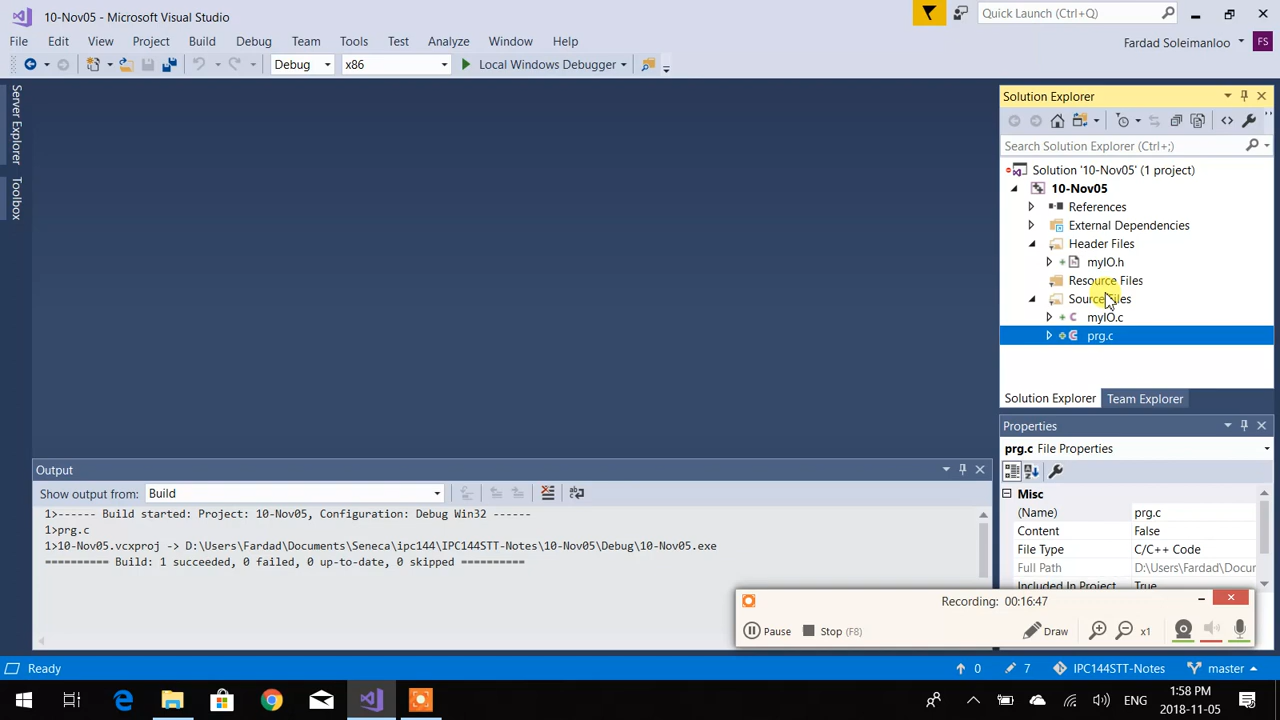 10-Nov05 - Microsoft Visual Studio
Quick Launch (Ctrl+Q)
File Edit View Project Build Debug Team Tools Test Analyze Window Help
Fardad Soleimanloo FS
Debug x86 Local Windows Debugger
Server Explorer
Toolbox
Solution Explorer
Search Solution Explorer (Ctrl+;)
Solution '10-Nov05' (1 project)
10-Nov05
References
External Dependencies
Header Files
myIO.h
Resource Files
Source Files
myIO.c
prg.c
Solution Explorer Team Explorer
Properties
prg.c File Properties
Misc
(Name) prg.c
Content False
File Type C/C++ Code
Full Path D:\Users\Fardad\Docum
Included In Project True
Output
Show output from: Build
1>------ Build started: Project: 10-Nov05, Configuration: Debug Win32 ------
1>prg.c
1>10-Nov05.vcxproj -> D:\Users\Fardad\Documents\Seneca\ipc144\IPC144STT-Notes\10-Nov05\Debug\10-Nov05.exe
========== Build: 1 succeeded, 0 failed, 0 up-to-date, 0 skipped ==========
Recording: 00:16:47
Pause Stop (F8) Draw x1
Ready 0 7 IPC144STT-Notes master
ENG 1:58 PM
2018-11-05